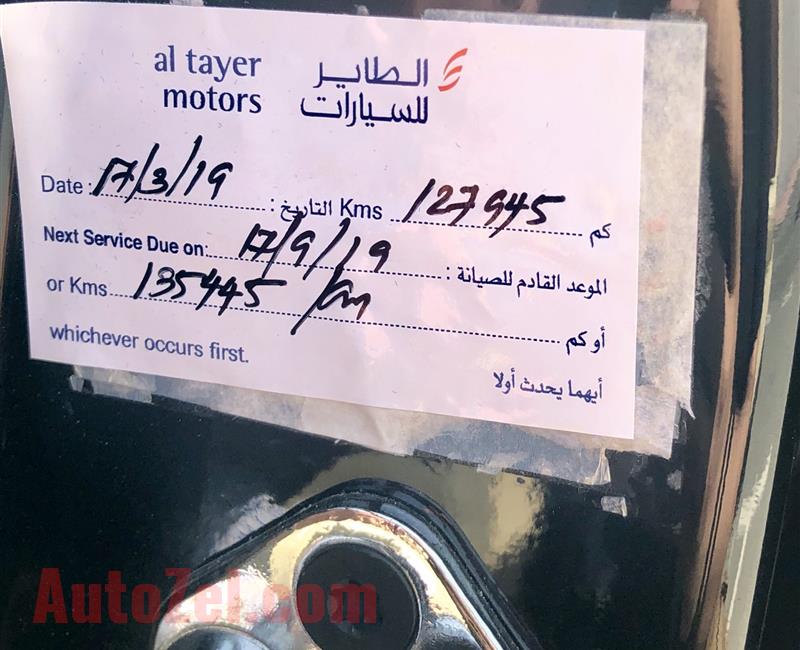 al tayer الطاير
motors للسيارات
Date : 17/3/19 التاريخ : Kms 127945 كم
Next Service Due on: 17/9/19 الموعد القادم للصيانة :
or Kms 135445 /Km أو كم
whichever occurs first. أيهما يحدث أولا
AutoZel.com